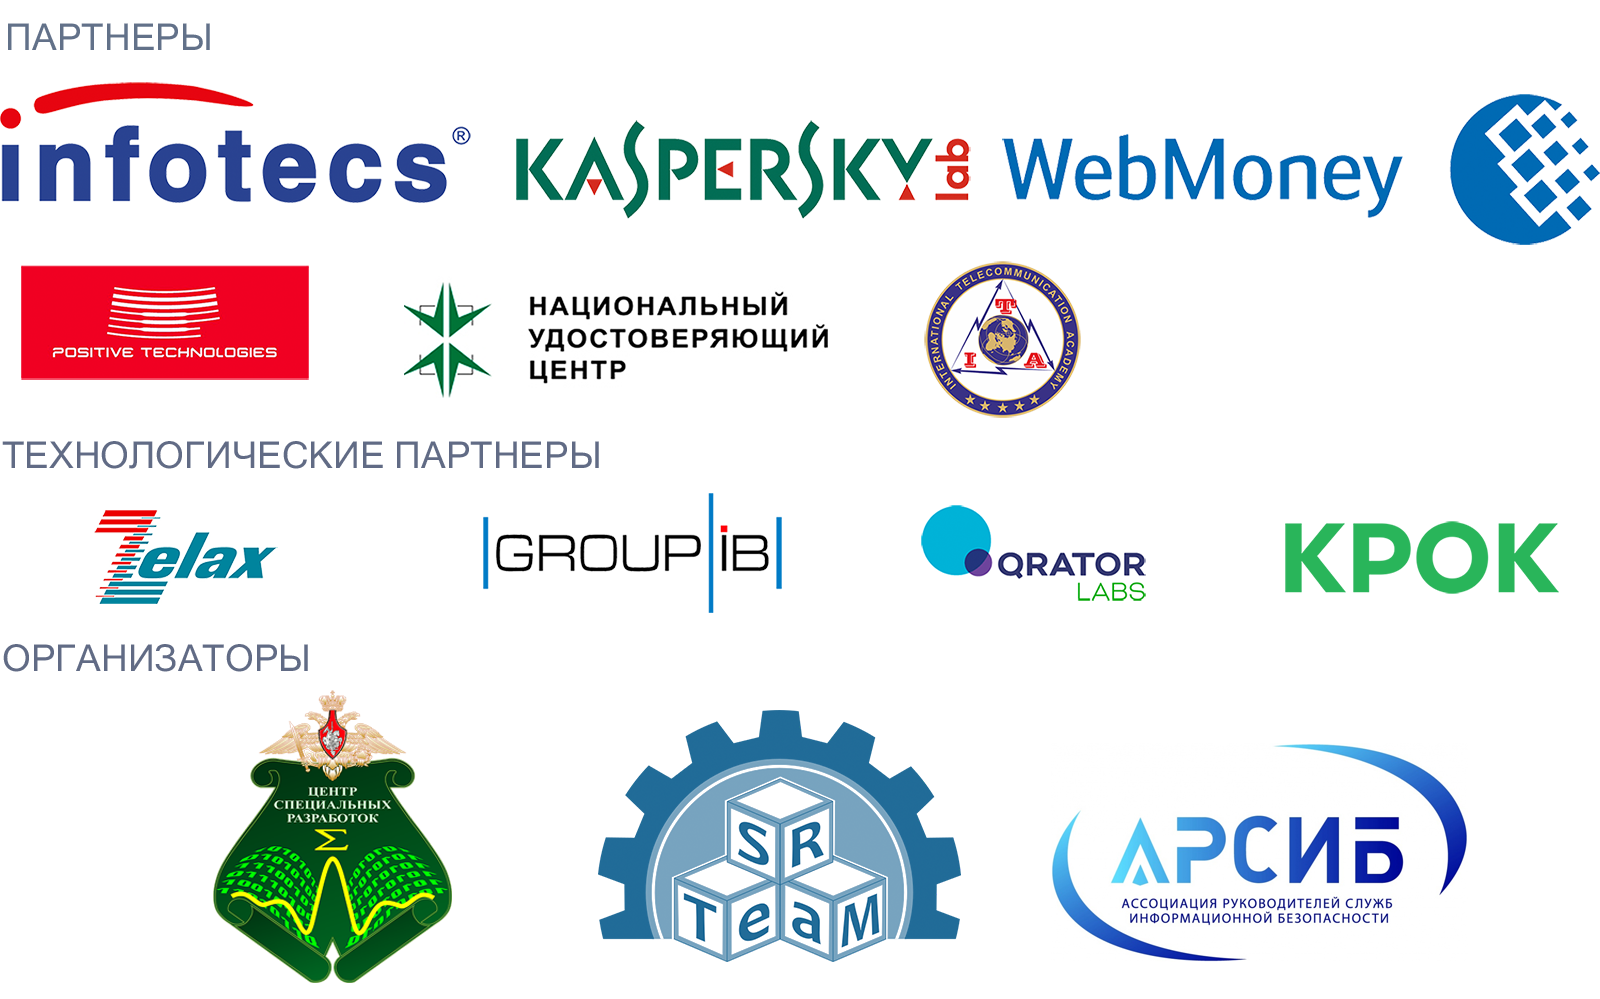 ПАРТНЕРЫ
infotecs®
KASPERSKY lab
WebMoney
POSITIVE TECHNOLOGIES
НАЦИОНАЛЬНЫЙ
УДОСТОВЕРЯЮЩИЙ
ЦЕНТР
INTERNATIONAL TELECOMMUNICATION ACADEMY
T
I A
ТЕХНОЛОГИЧЕСКИЕ ПАРТНЕРЫ
Zelax
GROUP iB
QRATOR
LABS
КРОК
ОРГАНИЗАТОРЫ
ЦЕНТР
СПЕЦИАЛЬНЫХ
РАЗРАБОТОК
Σ
SR
TeaM
АРСИБ
АССОЦИАЦИЯ РУКОВОДИТЕЛЕЙ СЛУЖБ
ИНФОРМАЦИОННОЙ БЕЗОПАСНОСТИ